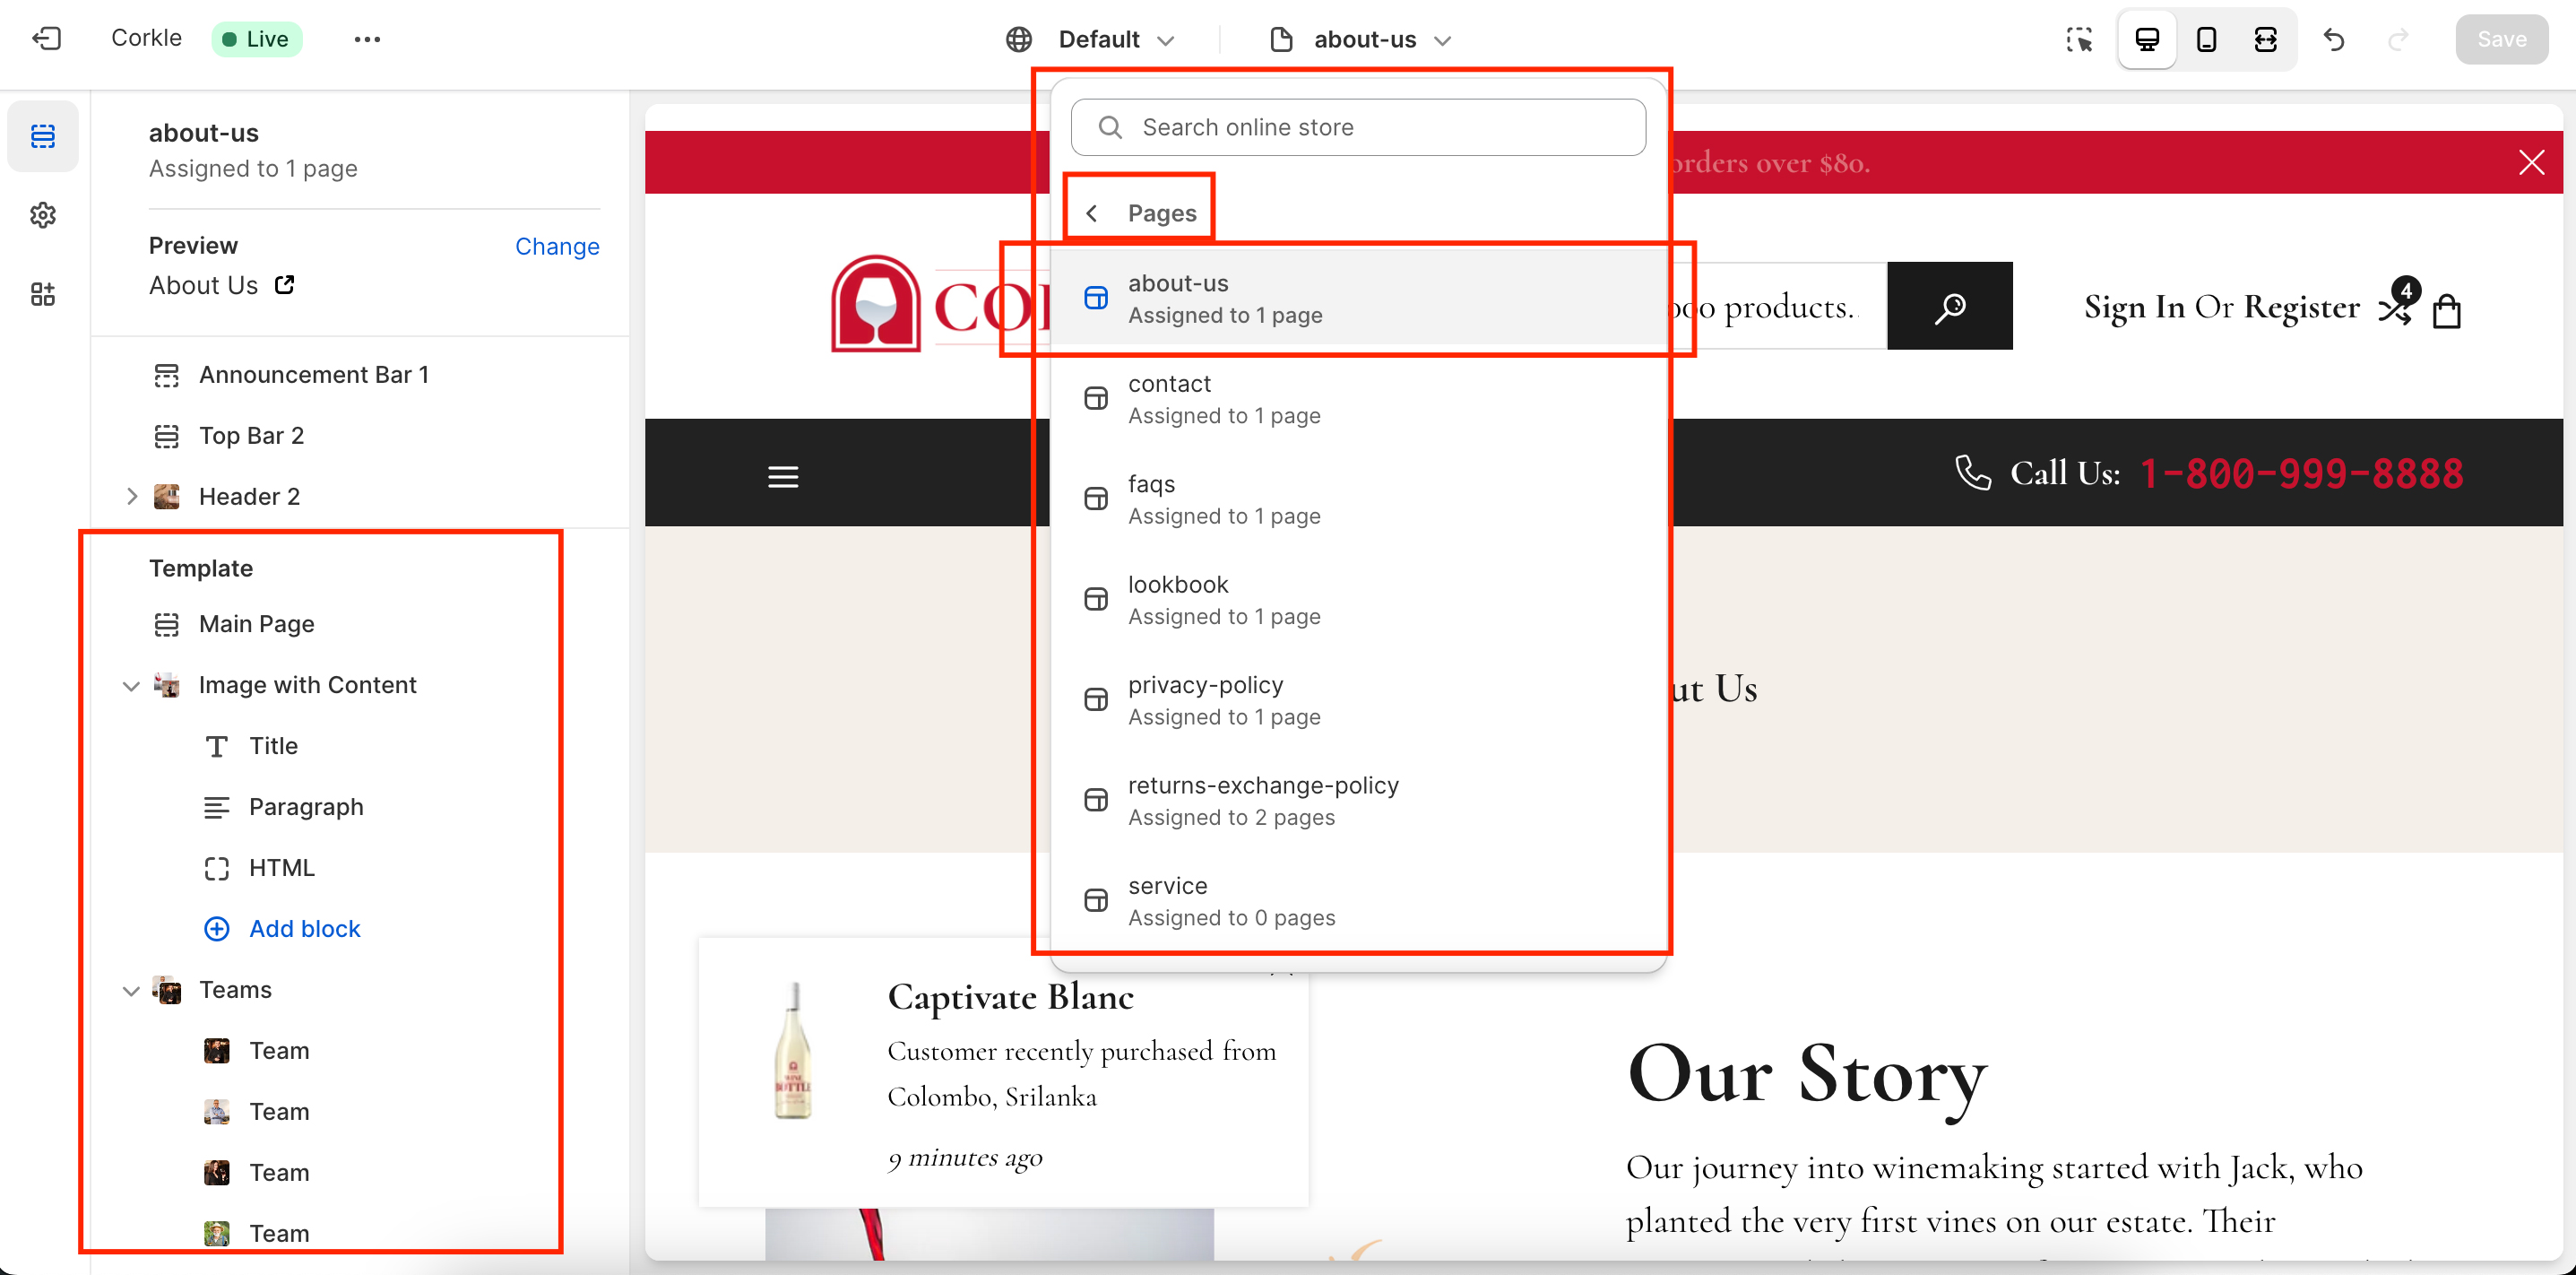 Corkle
Live
Default
about-us
Save
about-us
Assigned to 1 page
Preview
Change
About Us
Announcement Bar 1
Top Bar 2
Header 2
Template
Main Page
Image with Content
Title
Paragraph
HTML
Add block
Teams
Team
Team
Team
Team
Search online store
Pages
about-us
Assigned to 1 page
contact
Assigned to 1 page
faqs
Assigned to 1 page
lookbook
Assigned to 1 page
privacy-policy
Assigned to 1 page
returns-exchange-policy
Assigned to 2 pages
service
Assigned to 0 pages
orders over $80.
COR
products..
Sign In Or Register
4
Call Us: 1-800-999-8888
ut Us
Captivate Blanc
Customer recently purchased from
Colombo, Srilanka
9 minutes ago
WINE
BOTTLE
Our Story
Our journey into winemaking started with Jack, who
planted the very first vines on our estate. Their